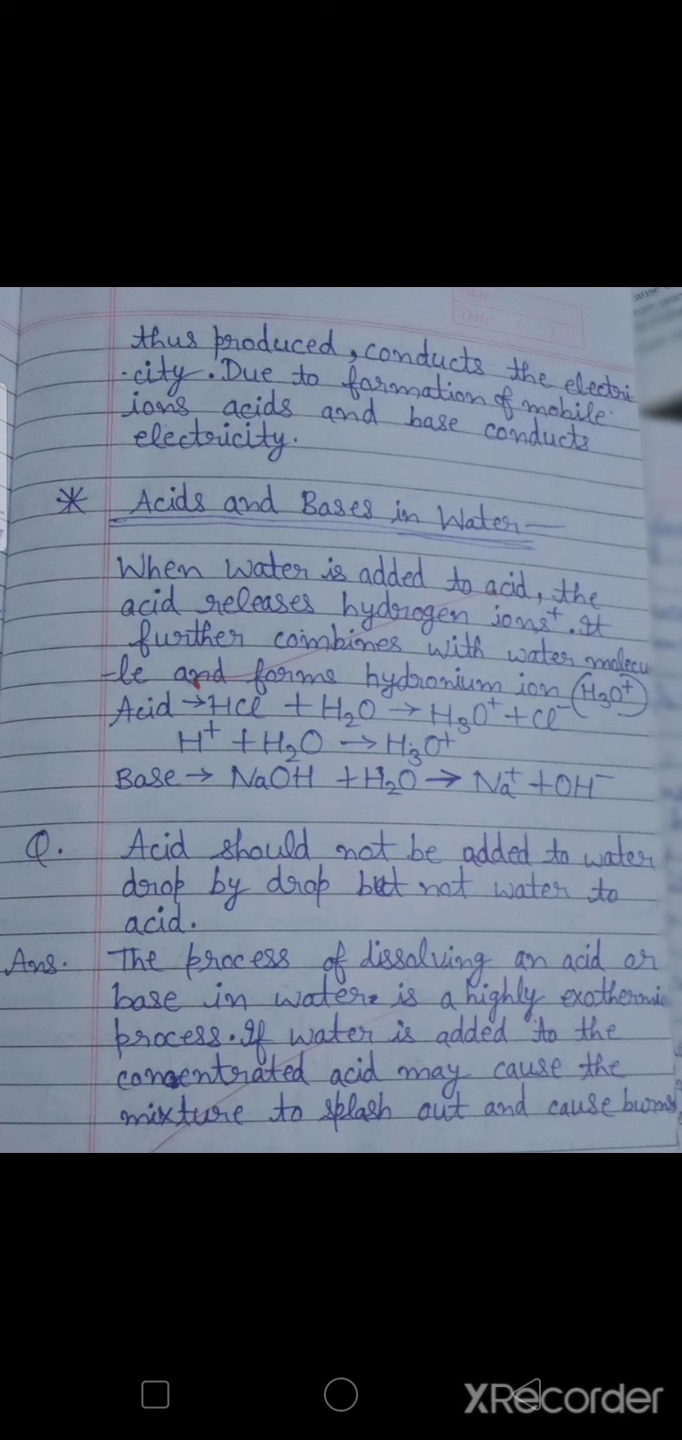 Page:
Date:
thus produced, conducts the electri
-city. Due to formation of mobile
ions acids and base conducts
electricity.
* Acids and Bases in Water —
When water is added to acid, the
acid releases hydrogen ions+. It
further combines with water molecu
-le and forms hydronium ion (H3O+)
Acid → HCl + H2O → H3O+ + Cl-
H+ + H2O → H3O+
Base → NaOH + H2O → Na+ + OH-
Q. Acid should not be added to water
drop by drop but not water to
acid.
Ans. The process of dissolving an acid or
base in water is a highly exothermic
process. If water is added to the
concentrated acid may cause the
mixture to splash out and cause burns
XRecorder